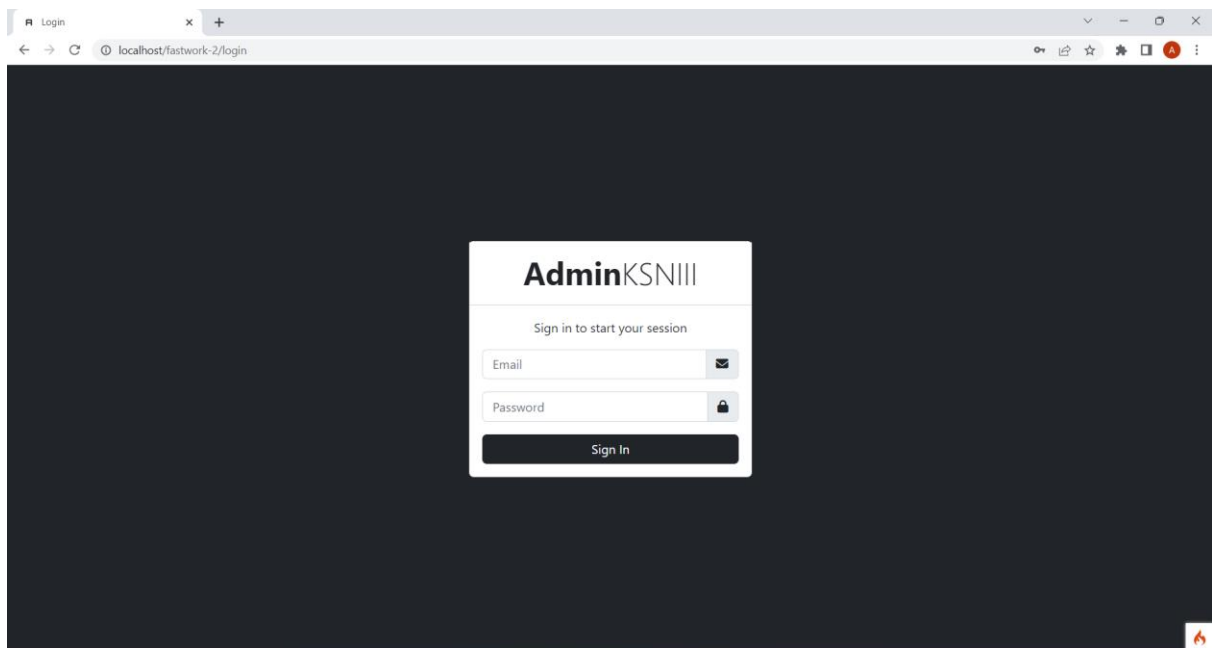 Login
localhost/fastwork-2/login
A
AdminKSNIII
Sign in to start your session
Email
Password
Sign In